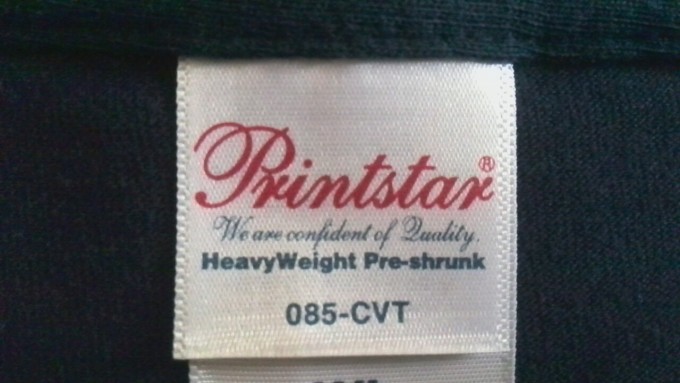 Printstar®
We are confident of Quality.
HeavyWeight Pre-shrunk
085-CVT